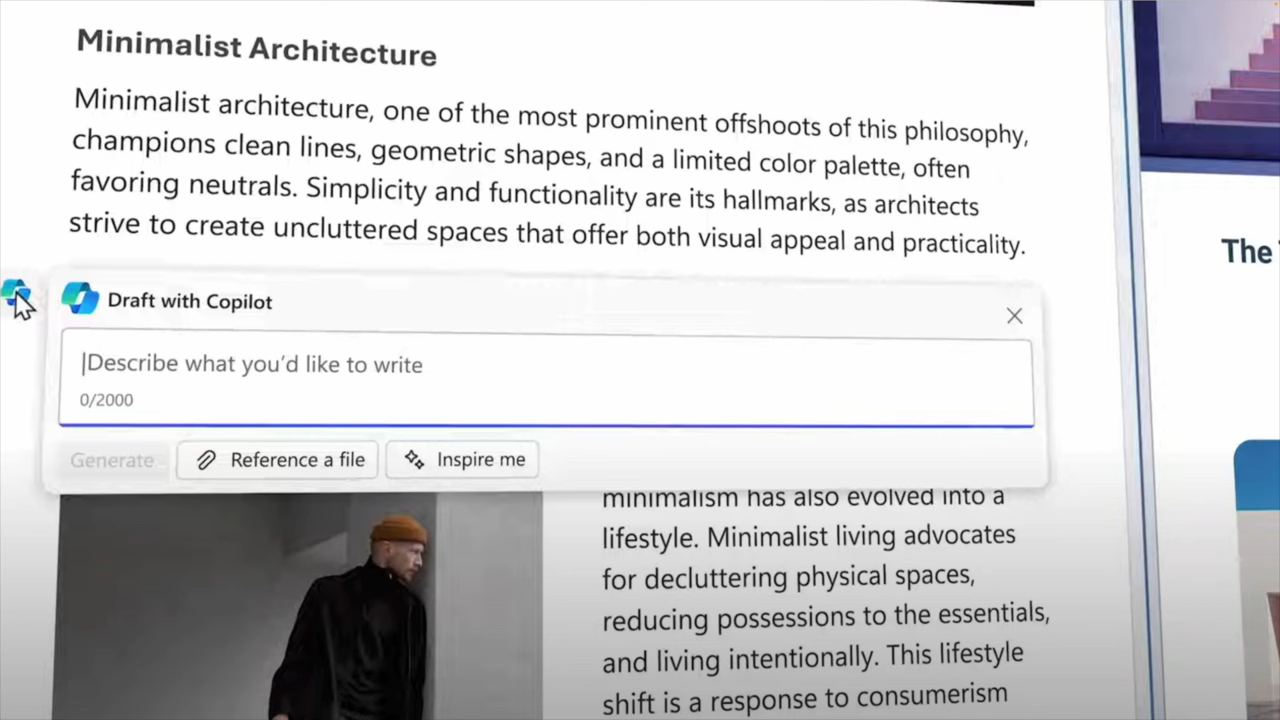 Minimalist Architecture
Minimalist architecture, one of the most prominent offshoots of this philosophy,
champions clean lines, geometric shapes, and a limited color palette, often
favoring neutrals. Simplicity and functionality are its hallmarks, as architects
strive to create uncluttered spaces that offer both visual appeal and practicality.
Draft with Copilot
Describe what you'd like to write
0/2000
Generate
Reference a file
Inspire me
minimalism has also evolved into a
lifestyle. Minimalist living advocates
for decluttering physical spaces,
reducing possessions to the essentials,
and living intentionally. This lifestyle
shift is a response to consumerism
The